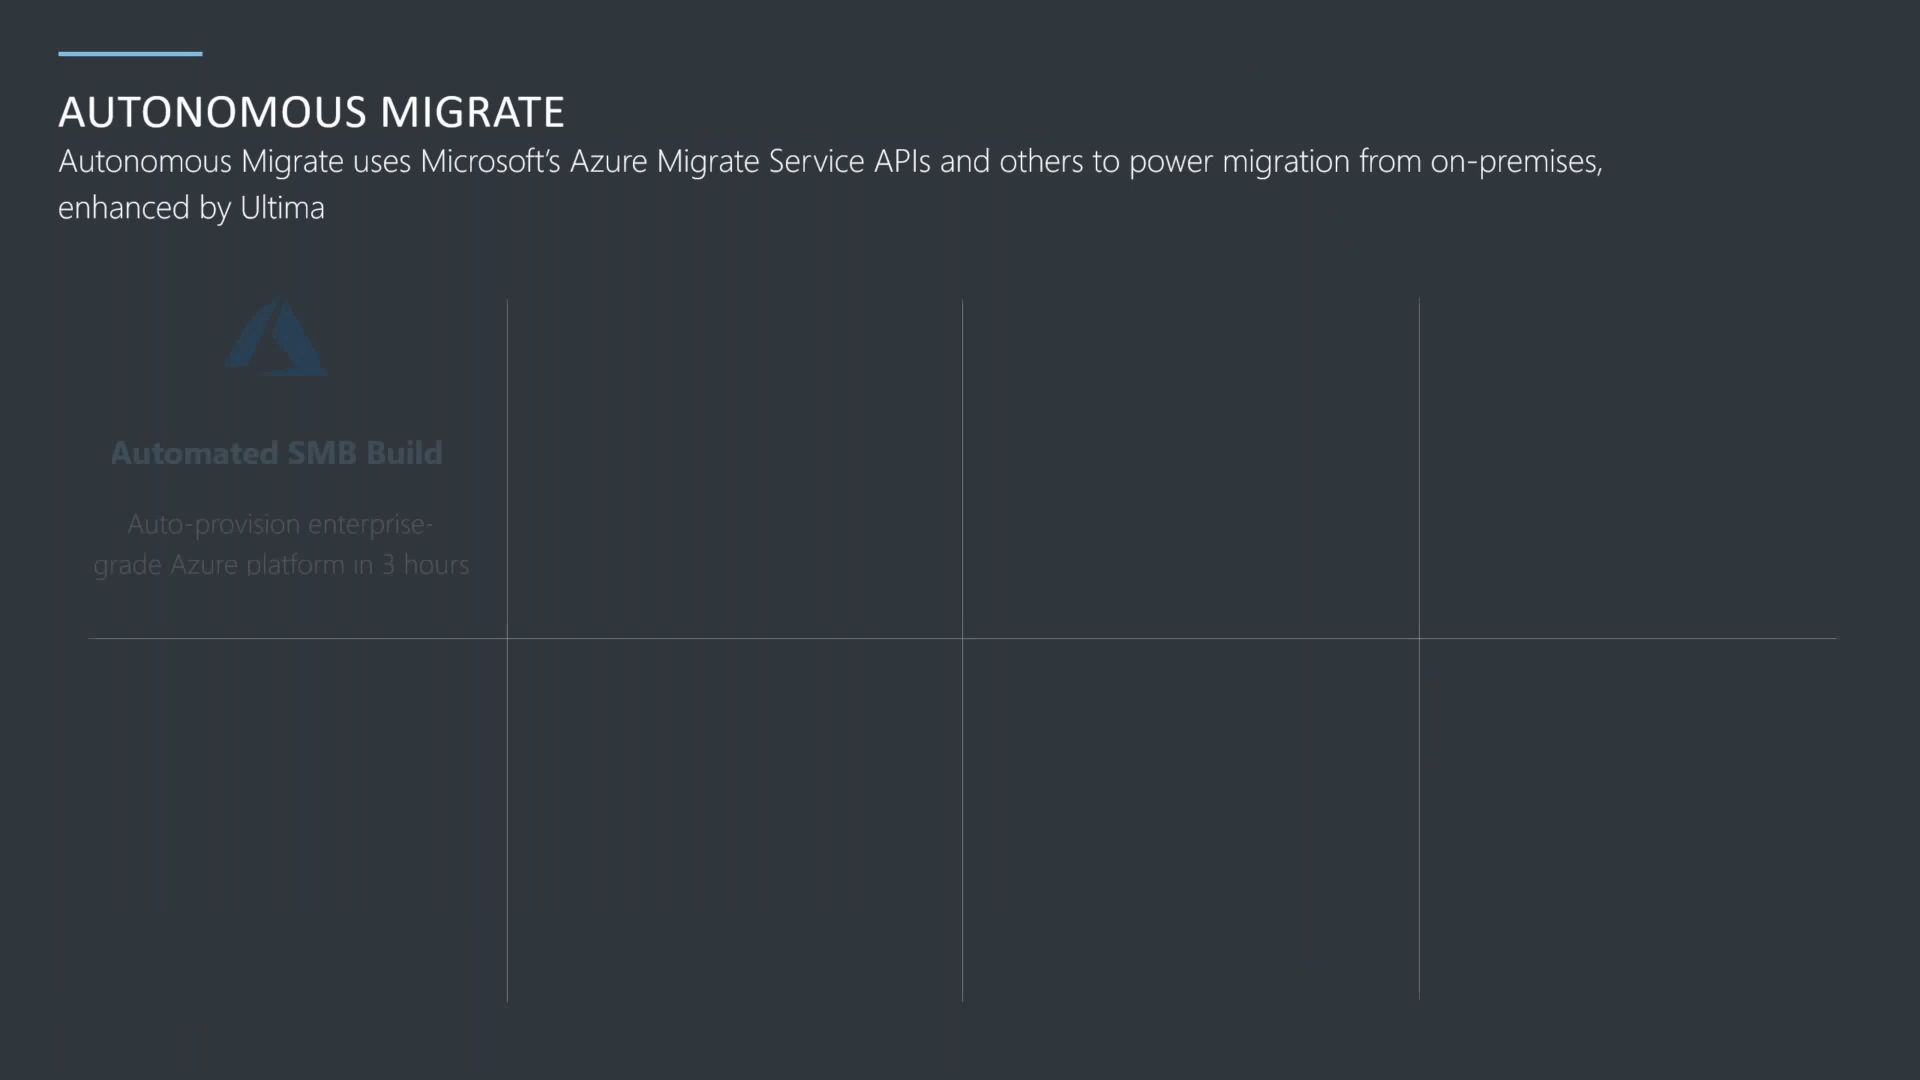 AUTONOMOUS MIGRATE
Autonomous Migrate uses Microsoft’s Azure Migrate Service APIs and others to power migration from on-premises,
enhanced by Ultima
Automated SMB Build
Auto-provision enterprise-
grade Azure platform in 3 hours